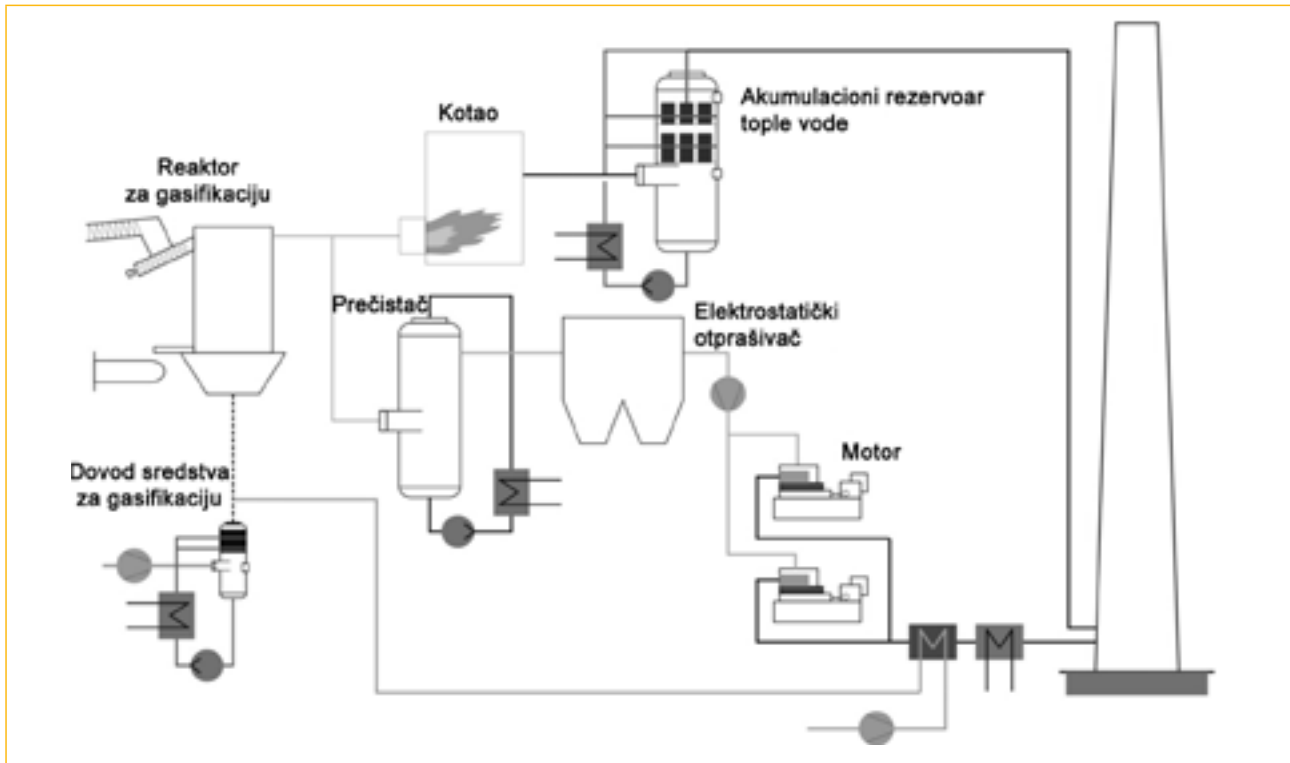 Akumulacioni rezervoar
tople vode
Kotao
Reaktor
za gasifikaciju
Prečistač
Elektrostatički
otprašivač
Motor
Dovod sredstva
za gasifikaciju